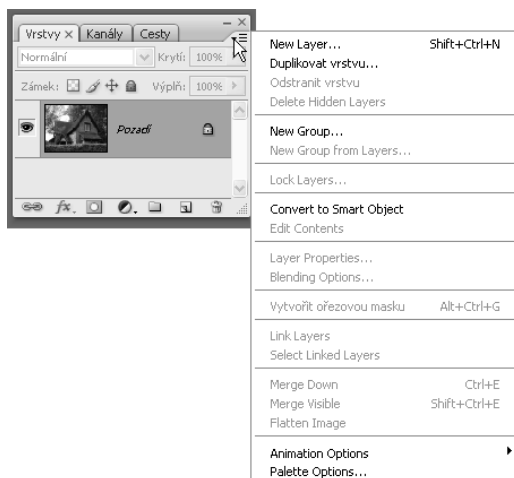 Vrstvy × Kanály Cesty
Normální Krytí: 100%
Zámek: Výplň: 100%
Pozadí
fx.
New Layer... Shift+Ctrl+N
Duplikovat vrstvu...
Odstranit vrstvu
Delete Hidden Layers
New Group...
New Group from Layers...
Lock Layers...
Convert to Smart Object
Edit Contents
Layer Properties...
Blending Options...
Vytvořit ořezovou masku Alt+Ctrl+G
Link Layers
Select Linked Layers
Merge Down Ctrl+E
Merge Visible Shift+Ctrl+E
Flatten Image
Animation Options
Palette Options...